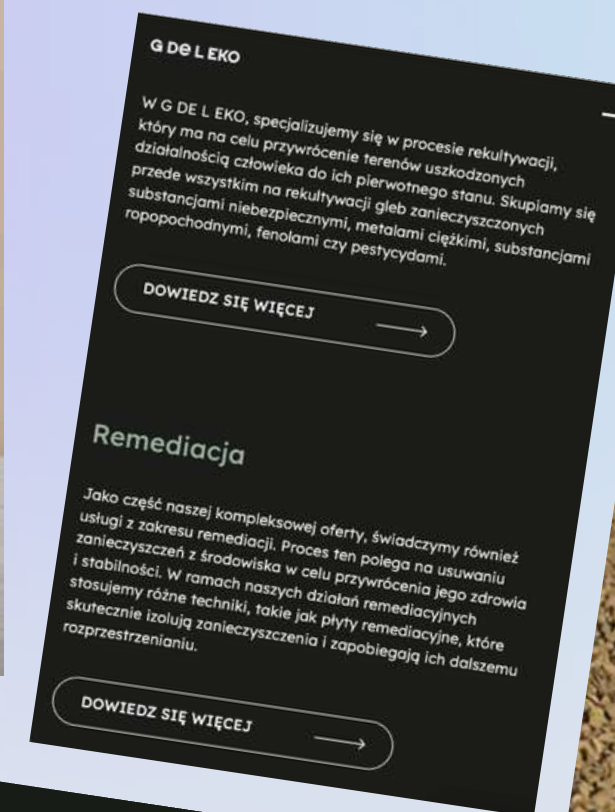 G De L EKO
W G DE L EKO, specjalizujemy się w procesie rekultywacji,
który ma na celu przywrócenie terenów uszkodzonych
działalnością człowieka do ich pierwotnego stanu. Skupiamy się
przede wszystkim na rekultywacji gleb zanieczyszczonych
substancjami niebezpiecznymi, metalami ciężkimi, substancjami
ropopochodnymi, fenolami czy pestycydami.
DOWIEDZ SIĘ WIĘCEJ
Remediacja
Jako część naszej kompleksowej oferty, świadczymy również
usługi z zakresu remediacji. Proces ten polega na usuwaniu
zanieczyszczeń z środowiska w celu przywrócenia jego zdrowia
i stabilności. W ramach naszych działań remediacyjnych
stosujemy różne techniki, takie jak płyty remediacyjne, które
skutecznie izolują zanieczyszczenia i zapobiegają ich dalszemu
rozprzestrzenianiu.
DOWIEDZ SIĘ WIĘCEJ